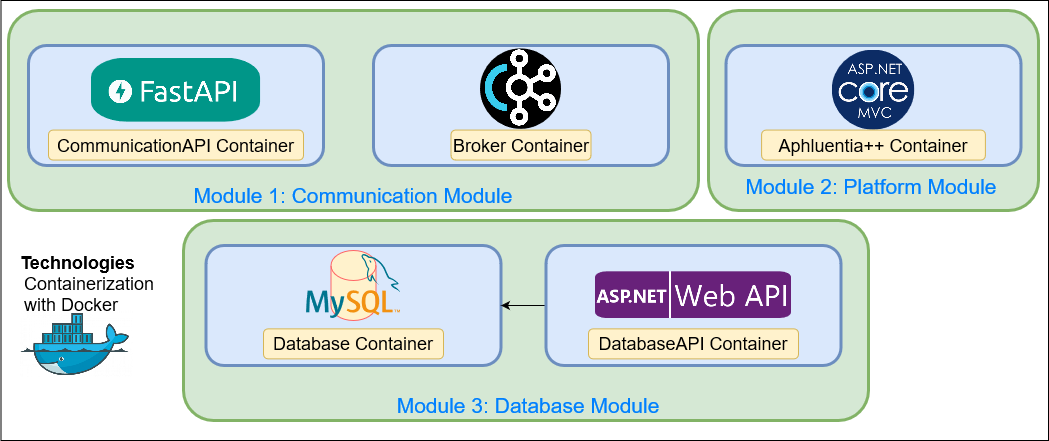 FastAPI
CommunicationAPI Container
Broker Container
Module 1: Communication Module
ASP.NET
core
MVC
Aphluentia++ Container
Module 2: Platform Module
Technologies
Containerization
with Docker
MySQL™
Database Container
ASP.NET Web API
DatabaseAPI Container
Module 3: Database Module